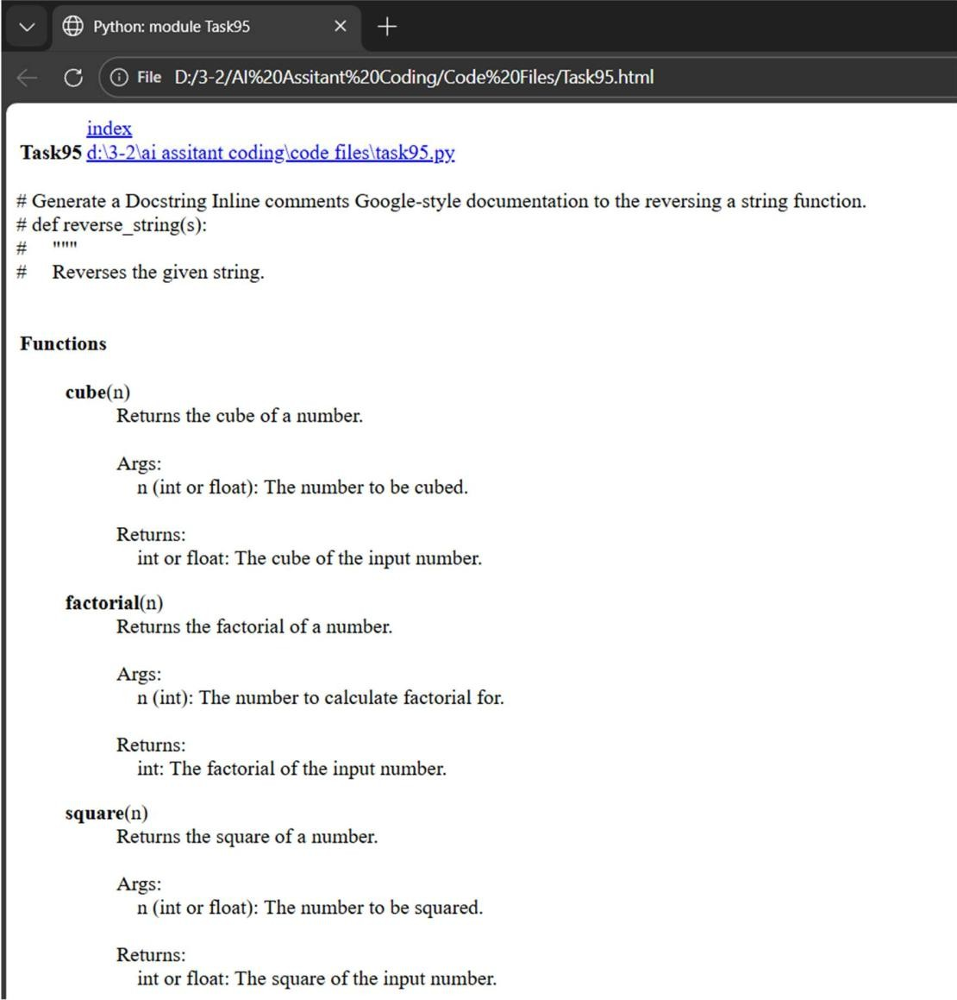 Python: module Task95
File D:/3-2/AI%20Assitant%20Coding/Code%20Files/Task95.html
index
Task95 d:\3-2\ai assitant coding\code files\task95.py
# Generate a Docstring Inline comments Google-style documentation to the reversing a string function.
# def reverse_string(s):
#     """
#     Reverses the given string.
Functions
cube(n)
Returns the cube of a number.
Args:
n (int or float): The number to be cubed.
Returns:
int or float: The cube of the input number.
factorial(n)
Returns the factorial of a number.
Args:
n (int): The number to calculate factorial for.
Returns:
int: The factorial of the input number.
square(n)
Returns the square of a number.
Args:
n (int or float): The number to be squared.
Returns:
int or float: The square of the input number.